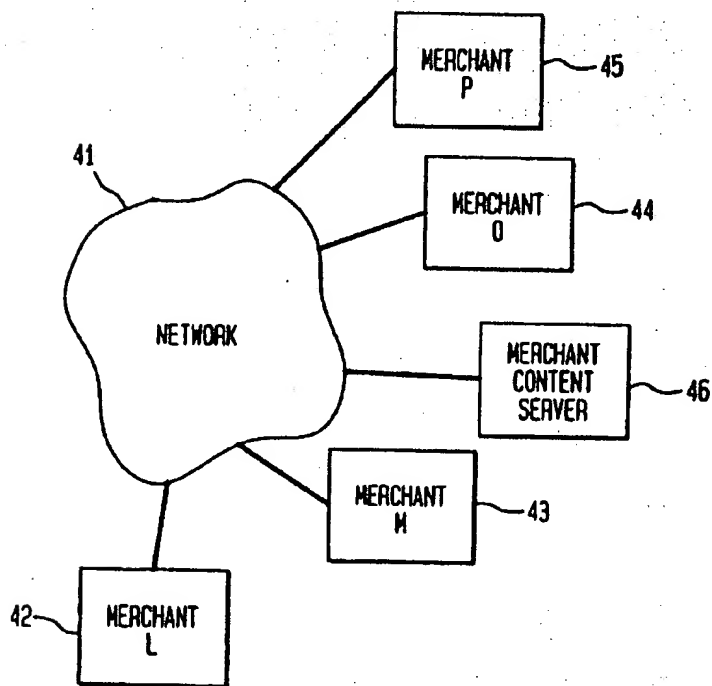 MERCHANT
P
45
41
MERCHANT
O
44
NETWORK
MERCHANT
CONTENT
SERVER
46
MERCHANT
M
43
42
MERCHANT
L